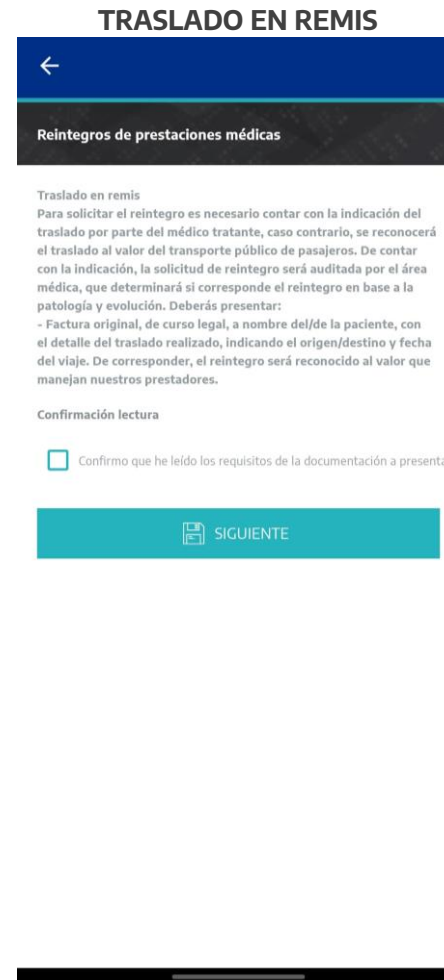 TRASLADO EN REMIS
Reintegros de prestaciones médicas
Traslado en remis
Para solicitar el reintegro es necesario contar con la indicación del
traslado por parte del médico tratante, caso contrario, se reconocerá
el traslado al valor del transporte público de pasajeros. De contar
con la indicación, la solicitud de reintegro será auditada por el área
médica, que determinará si corresponde el reintegro en base a la
patología y evolución. Deberás presentar:
- Factura original, de curso legal, a nombre del/de la paciente, con
el detalle del traslado realizado, indicando el origen/destino y fecha
del viaje. De corresponder, el reintegro será reconocido al valor que
manejan nuestros prestadores.
Confirmación lectura
Confirmo que he leído los requisitos de la documentación a presenta
SIGUIENTE